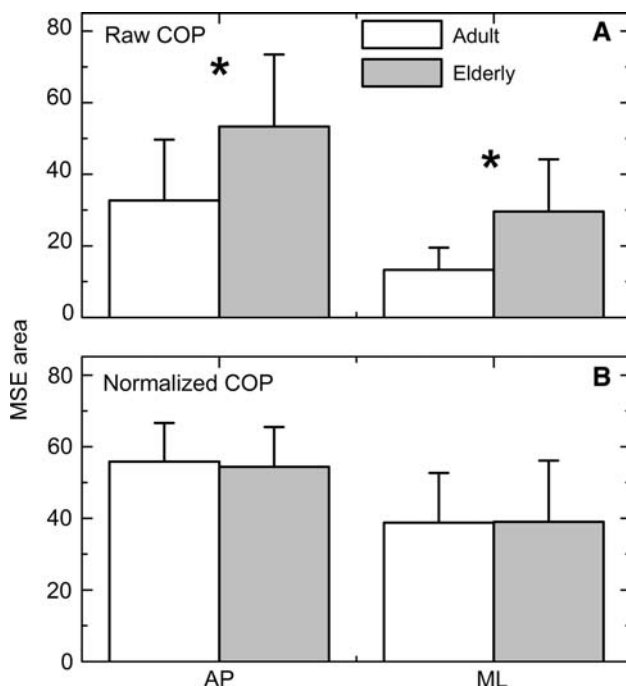 80
60
40
20
0
Raw COP
*
*
Adult
Elderly
A
MSE area
80
60
40
20
0
Normalized COP
B
AP
ML